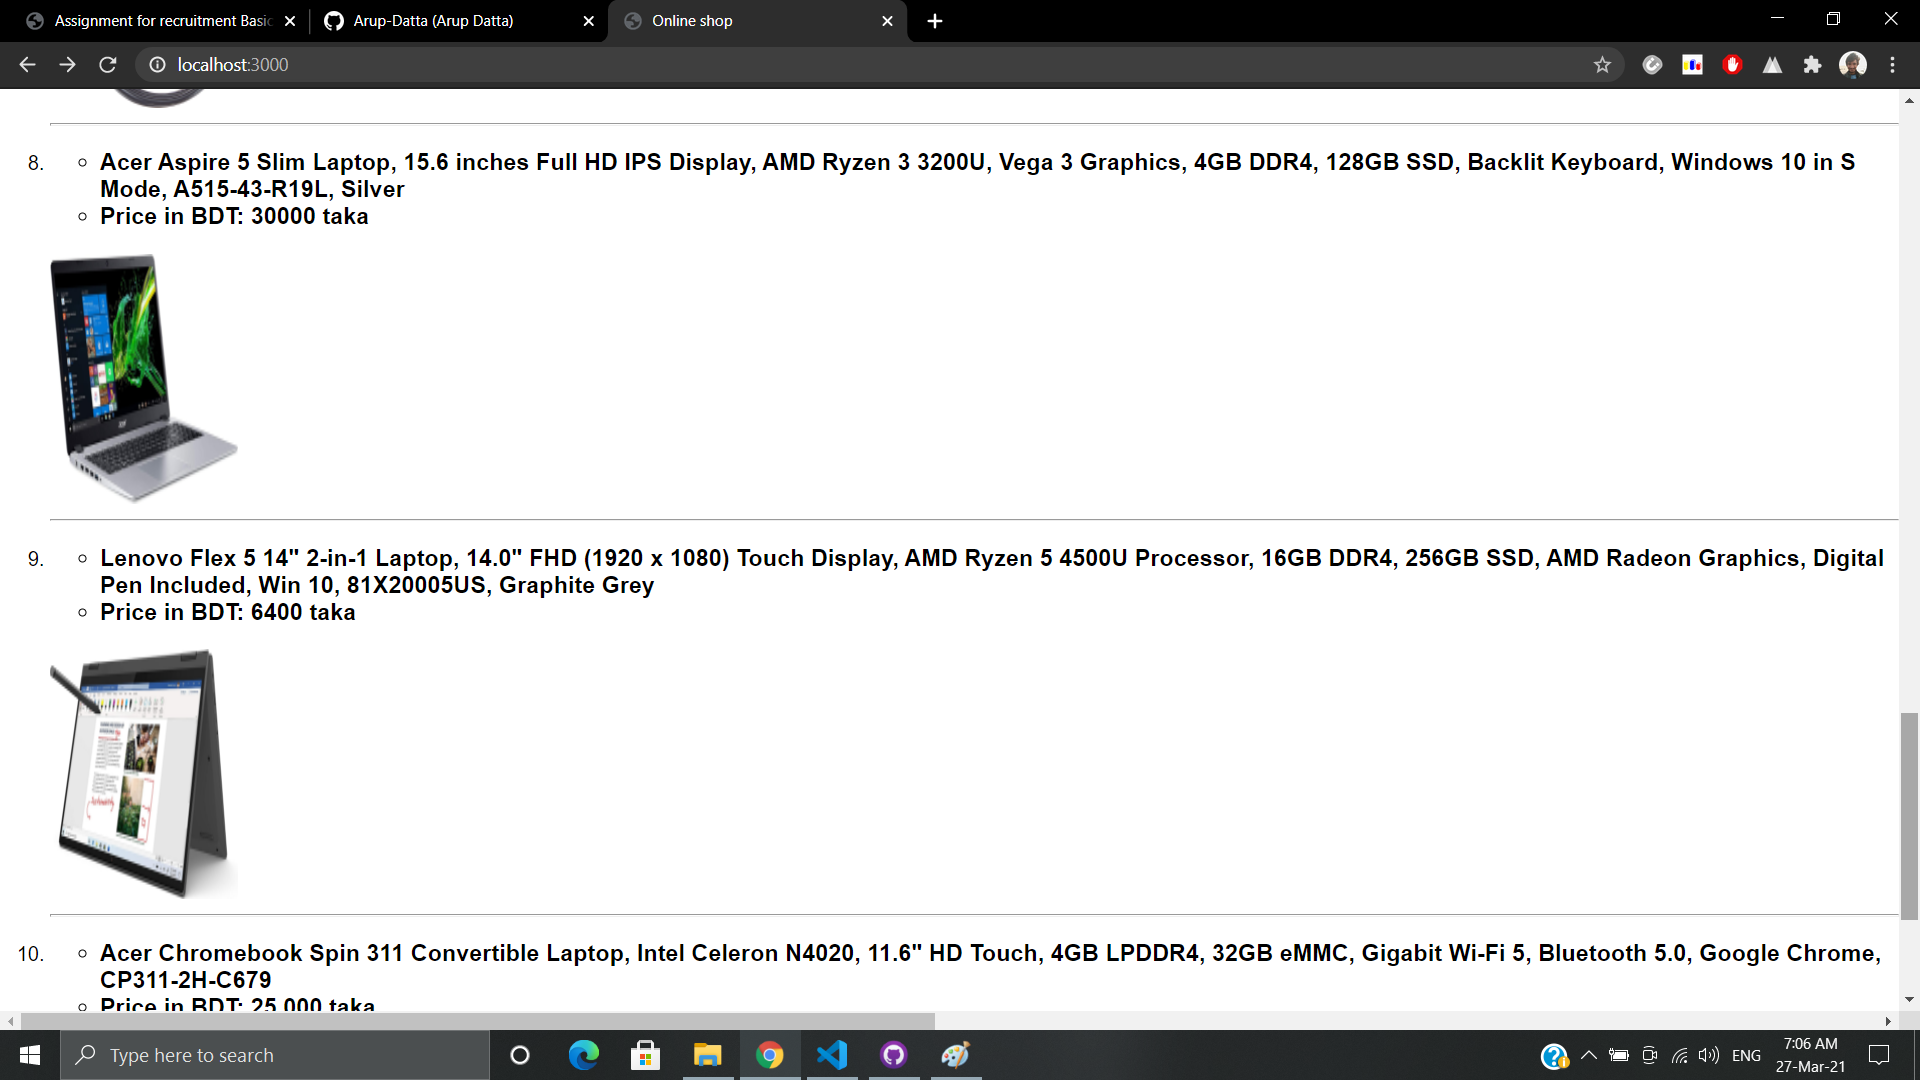 Assignment for recruitment Basic
Arup-Datta (Arup Datta)
Online shop
localhost:3000
8.
Acer Aspire 5 Slim Laptop, 15.6 inches Full HD IPS Display, AMD Ryzen 3 3200U, Vega 3 Graphics, 4GB DDR4, 128GB SSD, Backlit Keyboard, Windows 10 in S
Mode, A515-43-R19L, Silver
Price in BDT: 30000 taka
9.
Lenovo Flex 5 14" 2-in-1 Laptop, 14.0" FHD (1920 x 1080) Touch Display, AMD Ryzen 5 4500U Processor, 16GB DDR4, 256GB SSD, AMD Radeon Graphics, Digital
Pen Included, Win 10, 81X20005US, Graphite Grey
Price in BDT: 6400 taka
10.
Acer Chromebook Spin 311 Convertible Laptop, Intel Celeron N4020, 11.6" HD Touch, 4GB LPDDR4, 32GB eMMC, Gigabit Wi-Fi 5, Bluetooth 5.0, Google Chrome,
CP311-2H-C679
Price in BDT: 25,000 taka
Type here to search
ENG
7:06 AM
27-Mar-21